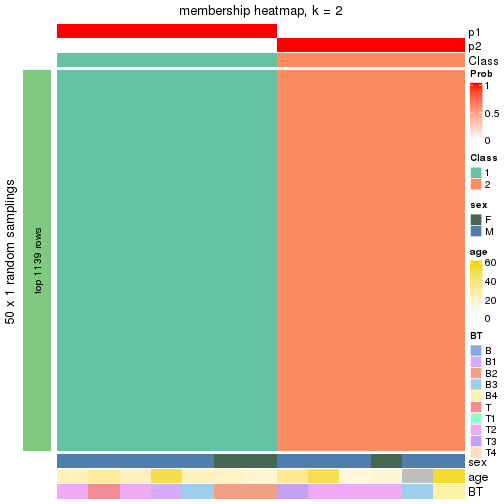 membership heatmap, k = 2
p1
p2
Class
Prob
1
0.5
0
Class
1
2
sex
F
M
age
60
40
20
0
BT
B
B1
B2
B3
B4
T
T1
T2
T3
T4
sex
age
BT
50 x 1 random samplings
top 1139 rows